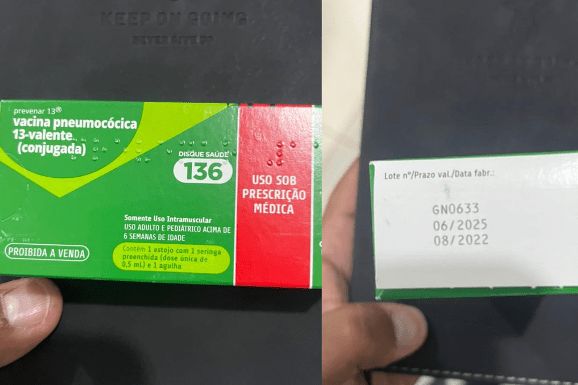 KEEP ON GOING
NEVER GIVE UP
prevenar 13®
vacina pneumocócica
13-valente
(conjugada)
DISQUE SAÚDE
136
USO SOB
PRESCRIÇÃO
MÉDICA
Somente Uso Intramuscular
USO ADULTO E PEDIÁTRICO ACIMA DE
6 SEMANAS DE IDADE
Contém 1 estojo com 1 seringa
preenchida (dose única de
0,5 mL) e 1 agulha
PROIBIDA A VENDA
Lote nº/Prazo val./Data fabr.:
GN0633
06/2025
08/2022